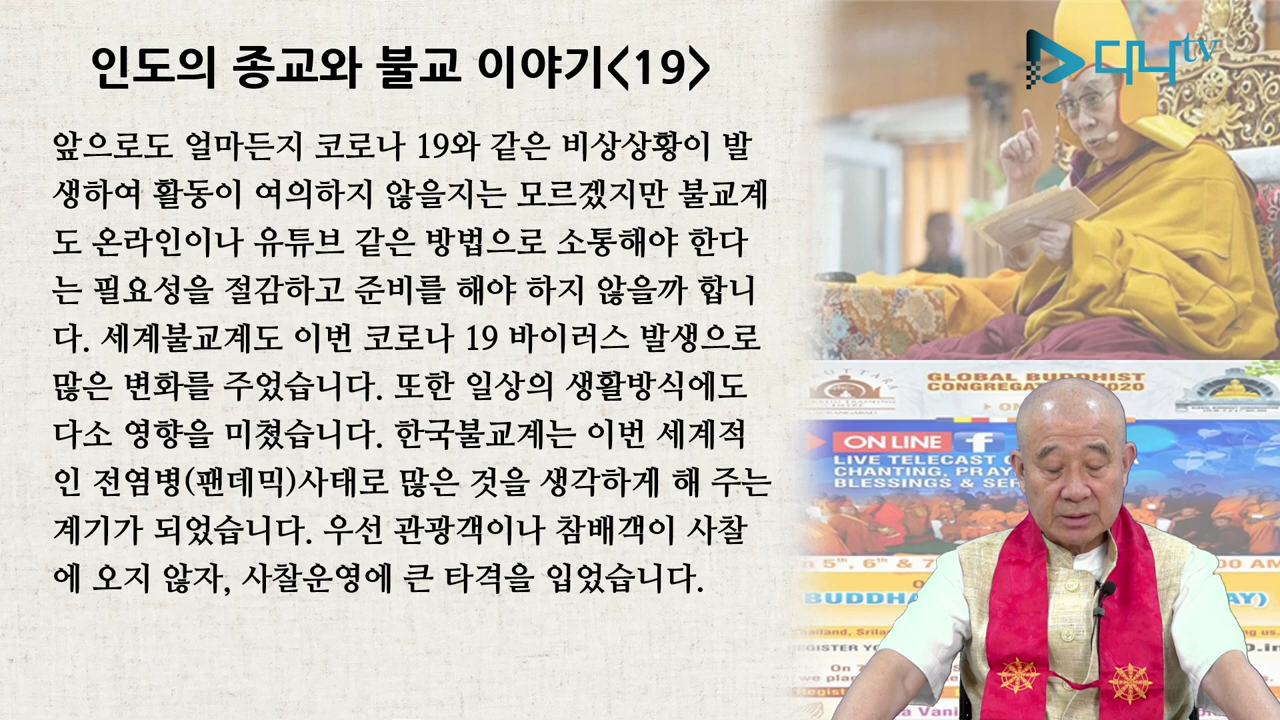 인도의 종교와 불교 이야기<19>
다나tv
앞으로도 얼마든지 코로나 19와 같은 비상상황이 발
생하여 활동이 여의하지 않을지는 모르겠지만 불교계
도 온라인이나 유튜브 같은 방법으로 소통해야 한다
는 필요성을 절감하고 준비를 해야 하지 않을까 합니
다. 세계불교계도 이번 코로나 19 바이러스 발생으로
많은 변화를 주었습니다. 또한 일상의 생활방식에도
다소 영향을 미쳤습니다. 한국불교계는 이번 세계적
인 전염병(팬데믹)사태로 많은 것을 생각하게 해 주는
계기가 되었습니다. 우선 관광객이나 참배객이 사찰
에 오지 않자, 사찰운영에 큰 타격을 입었습니다.
GLOBAL BUDDHIST
2020
ON LINE f
LIVE TELECAST
CHANTING, PRAY
BLESSINGS &
5th, 6th & 7
00 AM
BUDDHA
AY)